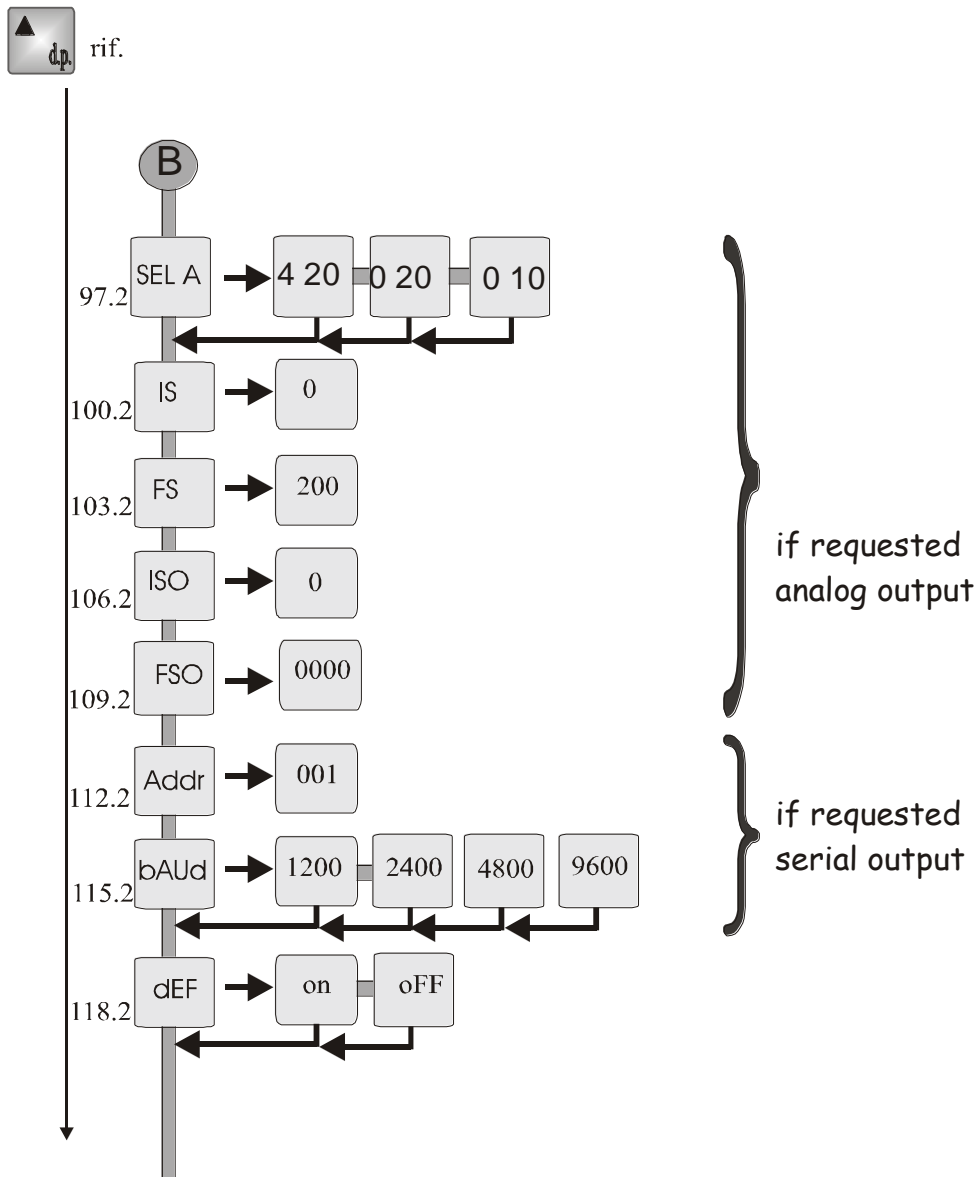 d.p. rif.
B
97.2 SEL A 4 20 0 20 0 10
100.2 IS 0
103.2 FS 200
if requested
analog output
106.2 ISO 0
109.2 FSO 0000
112.2 Addr 001
if requested
serial output
115.2 bAUd 1200 2400 4800 9600
118.2 dEF on oFF